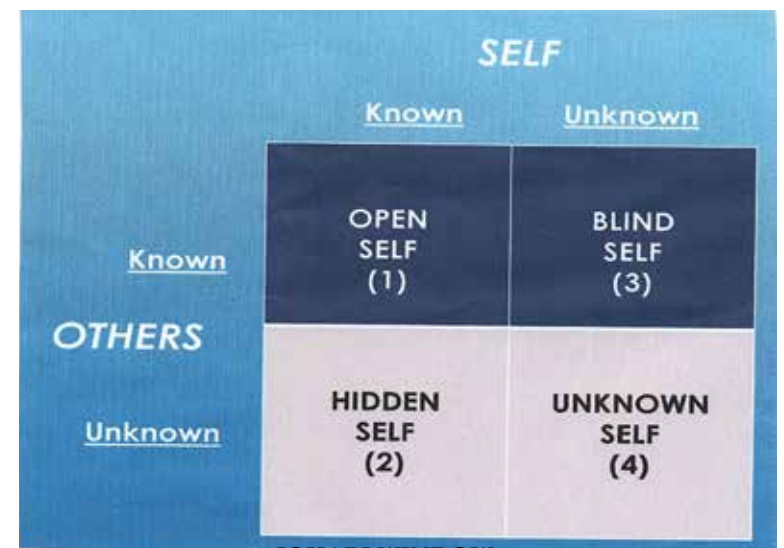 SELF
Known Unknown
OPEN
SELF
(1)
BLIND
SELF
(3)
Known
OTHERS
HIDDEN
SELF
(2)
UNKNOWN
SELF
(4)
Unknown